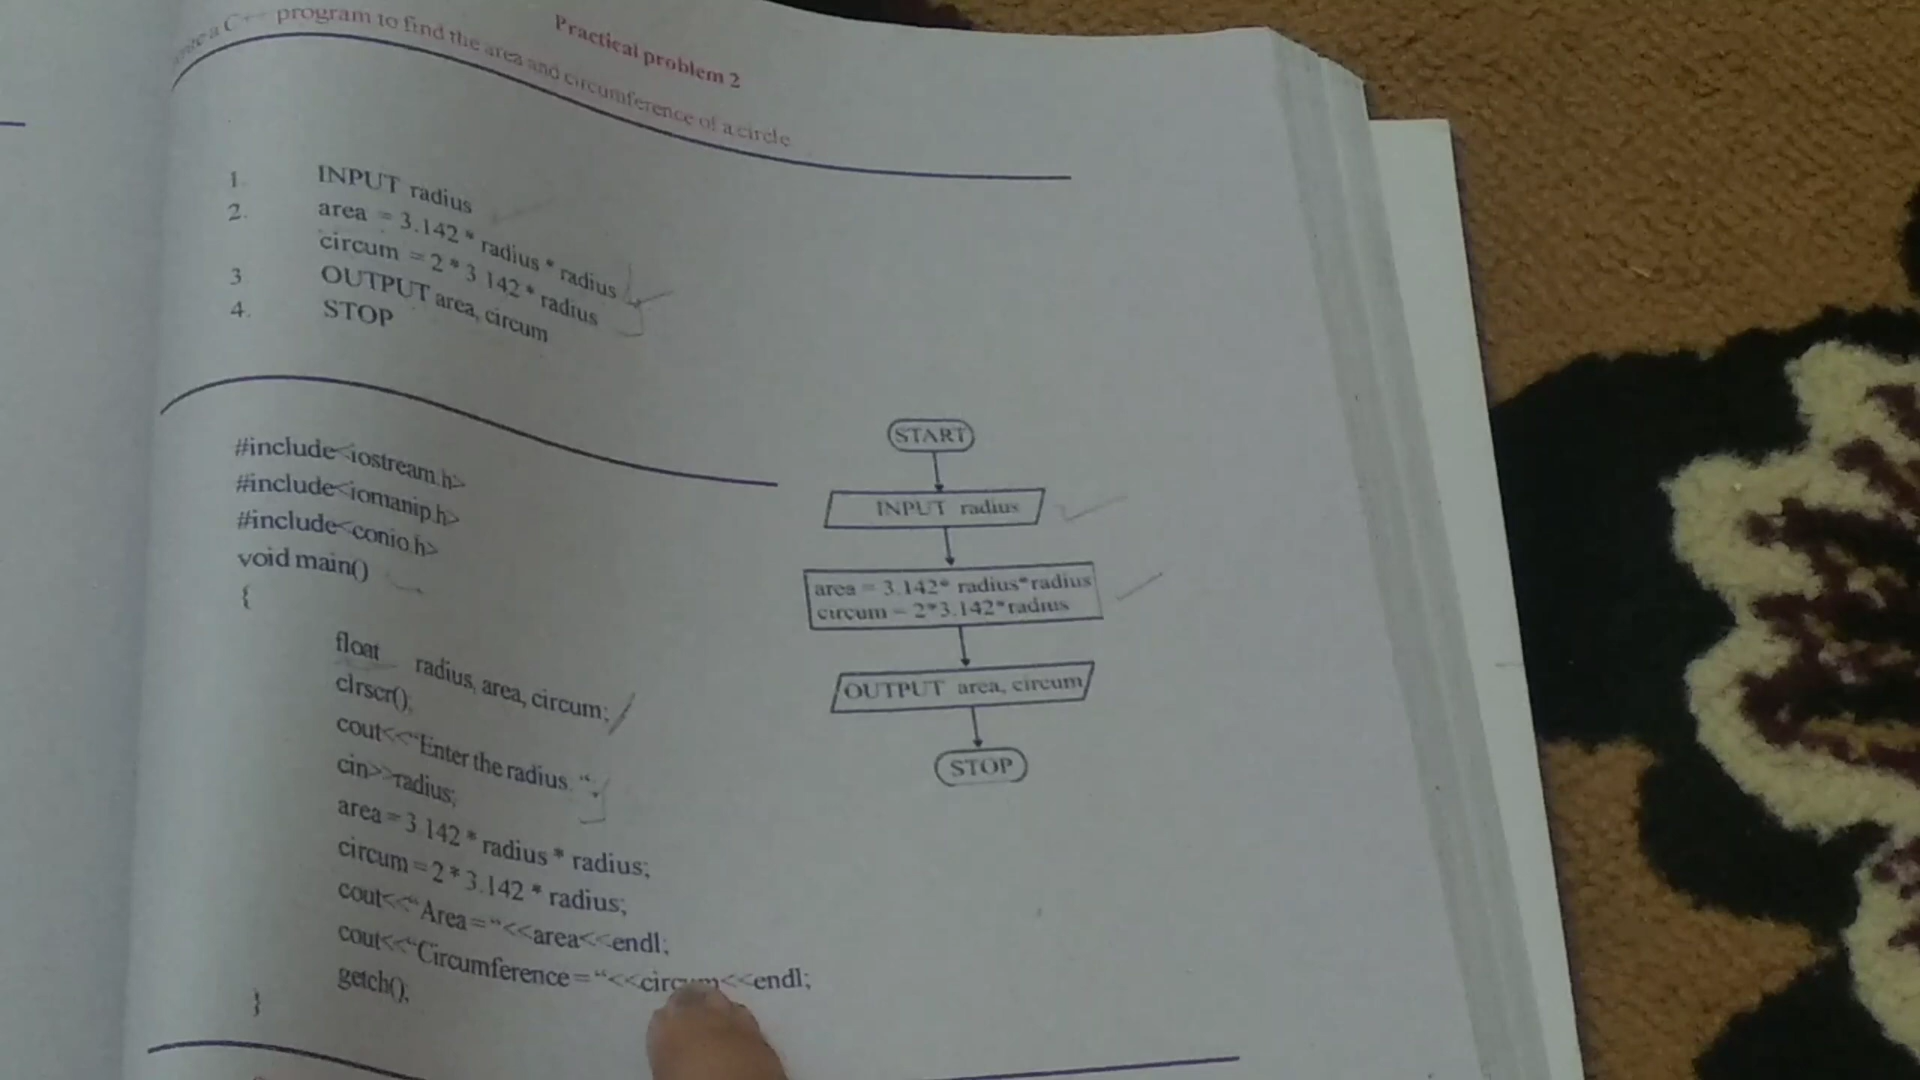 Practical problem 2
a C++ program to find the area and circumference of a circle
1. INPUT radius
2. area = 3.142 * radius * radius
circum = 2 * 3 142 * radius
3 OUTPUT area, circum
4. STOP
#include<iostream.h>
#include<iomanip.h>
#include<conio.h>
void main()
{
float radius, area, circum;
clrscr();
cout<<"Enter the radius. ";
cin>>radius;
area = 3 142 * radius * radius;
circum = 2 * 3.142 * radius;
cout<<"Area = "<<area<<endl;
cout<<"Circumference = "<<circum<<endl;
getch();
}
START
INPUT radius
area = 3.142* radius*radius
circum = 2*3.142*radius
OUTPUT area, circum
STOP